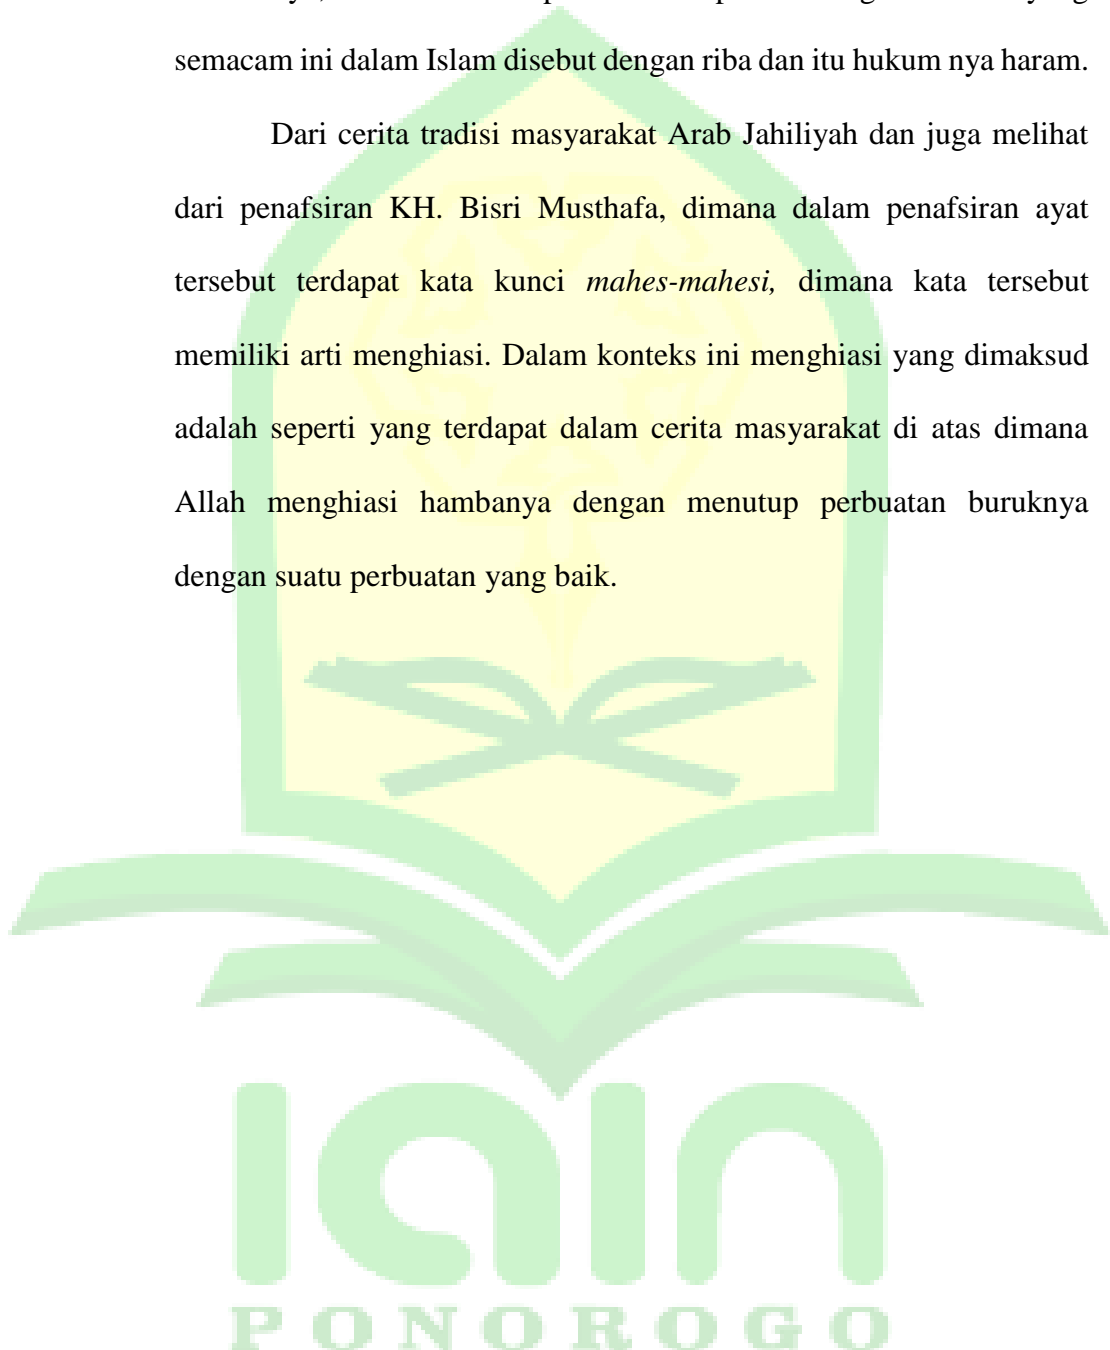 semacam ini dalam Islam disebut dengan riba dan itu hukum nya haram.
Dari cerita tradisi masyarakat Arab Jahiliyah dan juga melihat
dari penafsiran KH. Bisri Musthafa, dimana dalam penafsiran ayat
tersebut terdapat kata kunci mahes-mahesi, dimana kata tersebut
memiliki arti menghiasi. Dalam konteks ini menghiasi yang dimaksud
adalah seperti yang terdapat dalam cerita masyarakat di atas dimana
Allah menghiasi hambanya dengan menutup perbuatan buruknya
dengan suatu perbuatan yang baik.
iain
PONOROGO